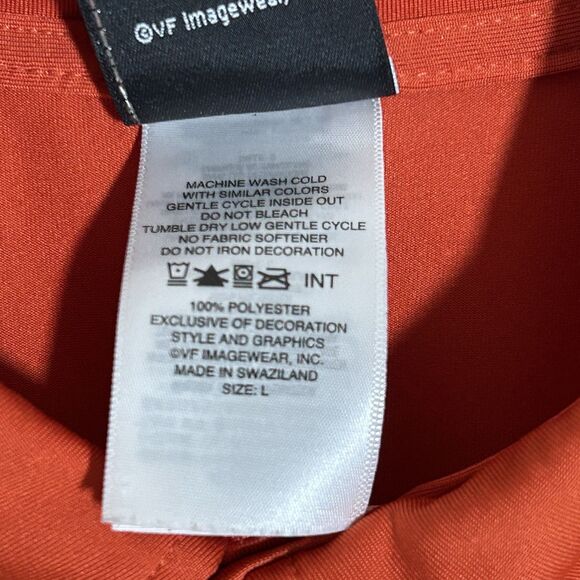 ©VF Imagewear,
MACHINE WASH COLD
WITH SIMILAR COLORS
GENTLE CYCLE INSIDE OUT
DO NOT BLEACH
TUMBLE DRY LOW GENTLE CYCLE
NO FABRIC SOFTENER
DO NOT IRON DECORATION
INT
100% POLYESTER
EXCLUSIVE OF DECORATION
STYLE AND GRAPHICS
©VF IMAGEWEAR, INC.
MADE IN SWAZILAND
SIZE: L